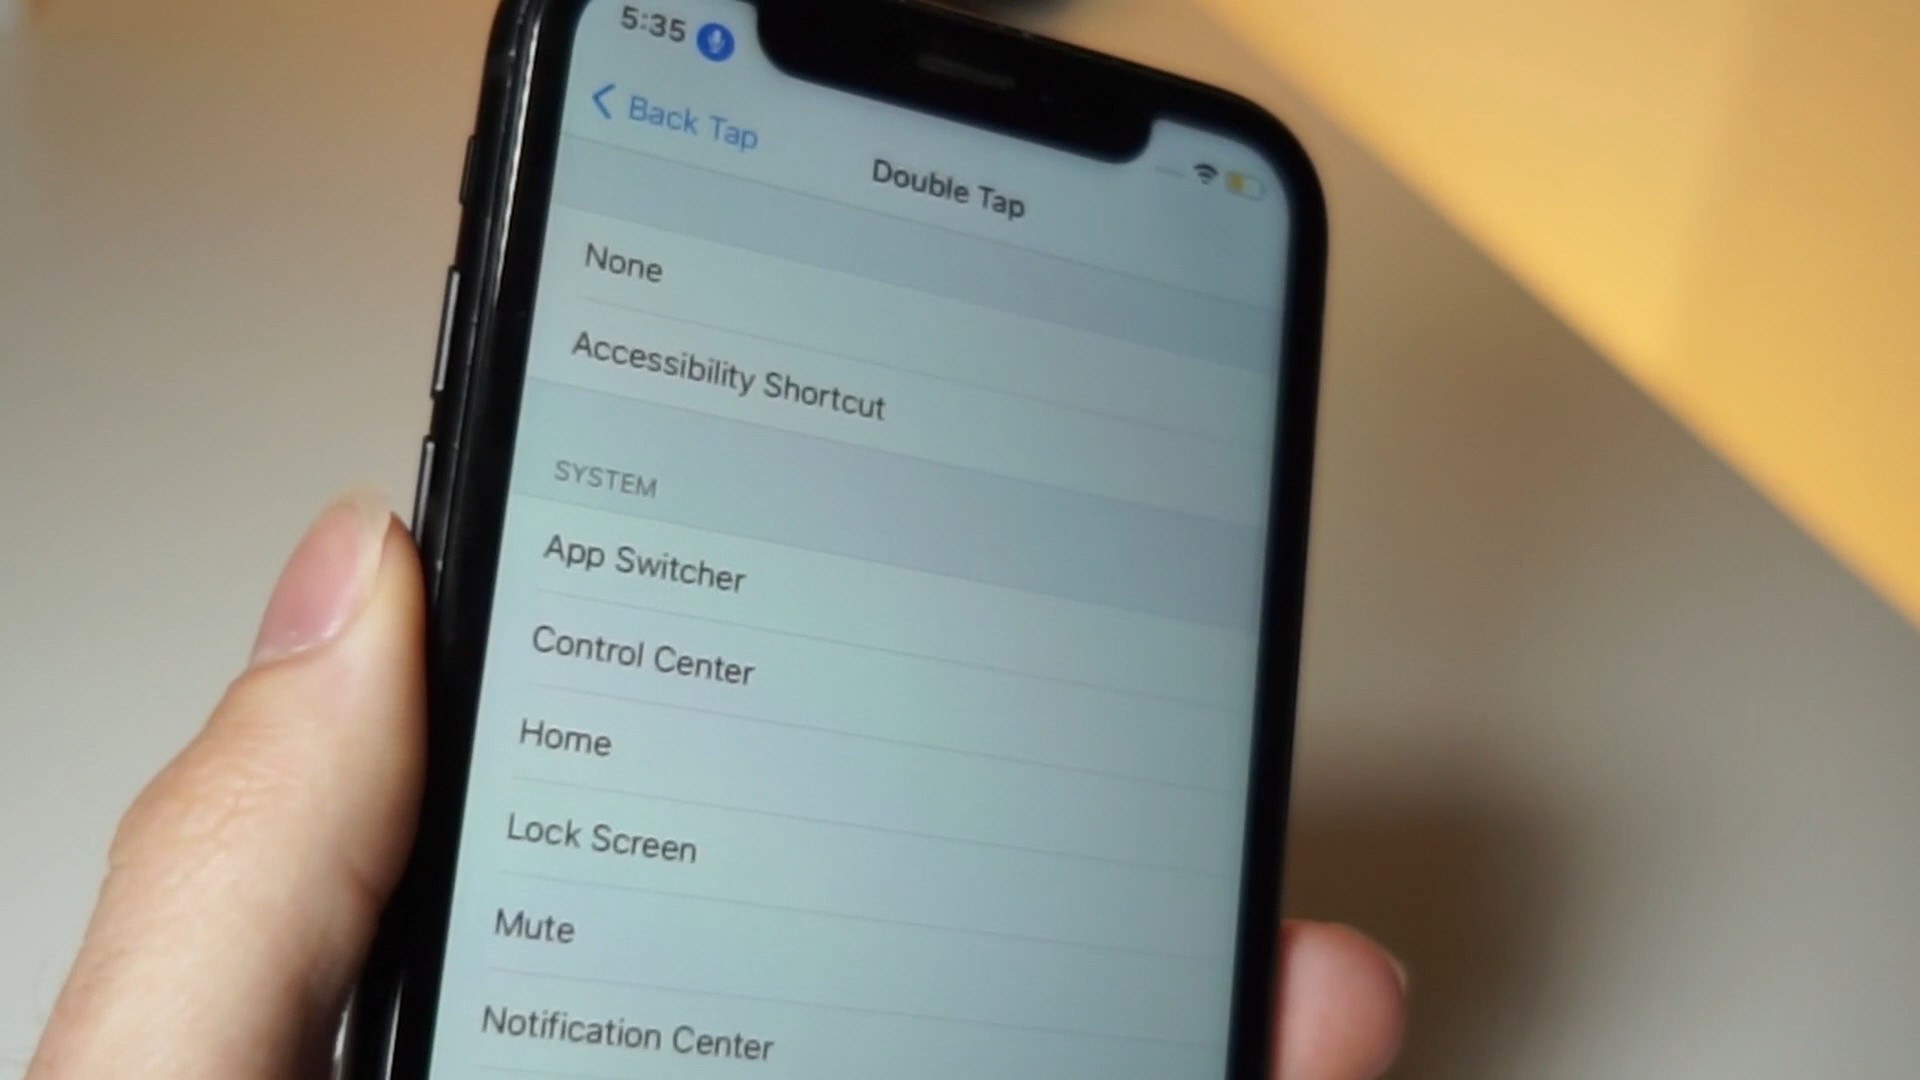 5:35
Back Tap
Double Tap
None
Accessibility Shortcut
SYSTEM
App Switcher
Control Center
Home
Lock Screen
Mute
Notification Center